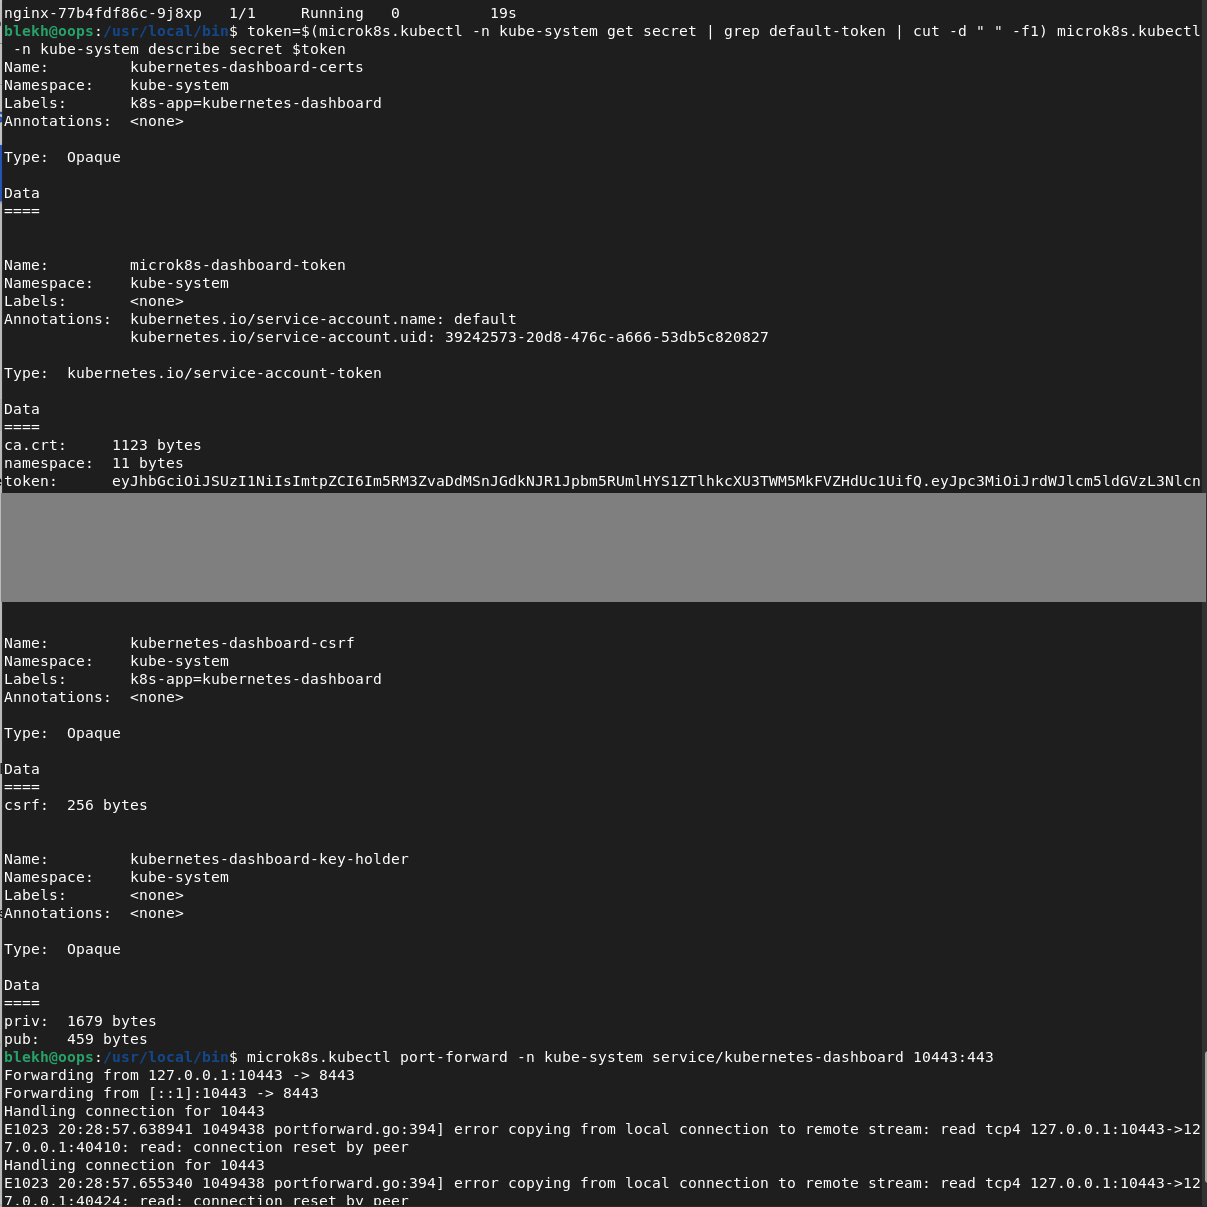 nginx-77b4fdf86c-9j8xp   1/1     Running   0          19s
blekh@oops:/usr/local/bin$ token=$(microk8s.kubectl -n kube-system get secret | grep default-token | cut -d " " -f1) microk8s.kubectl
 -n kube-system describe secret $token
Name:         kubernetes-dashboard-certs
Namespace:    kube-system
Labels:       k8s-app=kubernetes-dashboard
Annotations:  <none>

Type:  Opaque

Data
====


Name:         microk8s-dashboard-token
Namespace:    kube-system
Labels:       <none>
Annotations:  kubernetes.io/service-account.name: default
              kubernetes.io/service-account.uid: 39242573-20d8-476c-a666-53db5c820827

Type:  kubernetes.io/service-account-token

Data
====
ca.crt:     1123 bytes
namespace:  11 bytes
token:      eyJhbGciOiJSUzI1NiIsImtpZCI6Im5RM3ZvaDdMSnJGdkNJR1Jpbm5RUmlHYS1ZTlhkcXU3TWM5MkFVZHdUc1UifQ.eyJpc3MiOiJrdWJlcm5ldGVzL3Nlcn

Name:         kubernetes-dashboard-csrf
Namespace:    kube-system
Labels:       k8s-app=kubernetes-dashboard
Annotations:  <none>

Type:  Opaque

Data
====
csrf:  256 bytes


Name:         kubernetes-dashboard-key-holder
Namespace:    kube-system
Labels:       <none>
Annotations:  <none>

Type:  Opaque

Data
====
priv:  1679 bytes
pub:   459 bytes
blekh@oops:/usr/local/bin$ microk8s.kubectl port-forward -n kube-system service/kubernetes-dashboard 10443:443
Forwarding from 127.0.0.1:10443 -> 8443
Forwarding from [::1]:10443 -> 8443
Handling connection for 10443
E1023 20:28:57.638941 1049438 portforward.go:394] error copying from local connection to remote stream: read tcp4 127.0.0.1:10443->12
7.0.0.1:40410: read: connection reset by peer
Handling connection for 10443
E1023 20:28:57.655340 1049438 portforward.go:394] error copying from local connection to remote stream: read tcp4 127.0.0.1:10443->12
7.0.0.1:40424: read: connection reset by peer